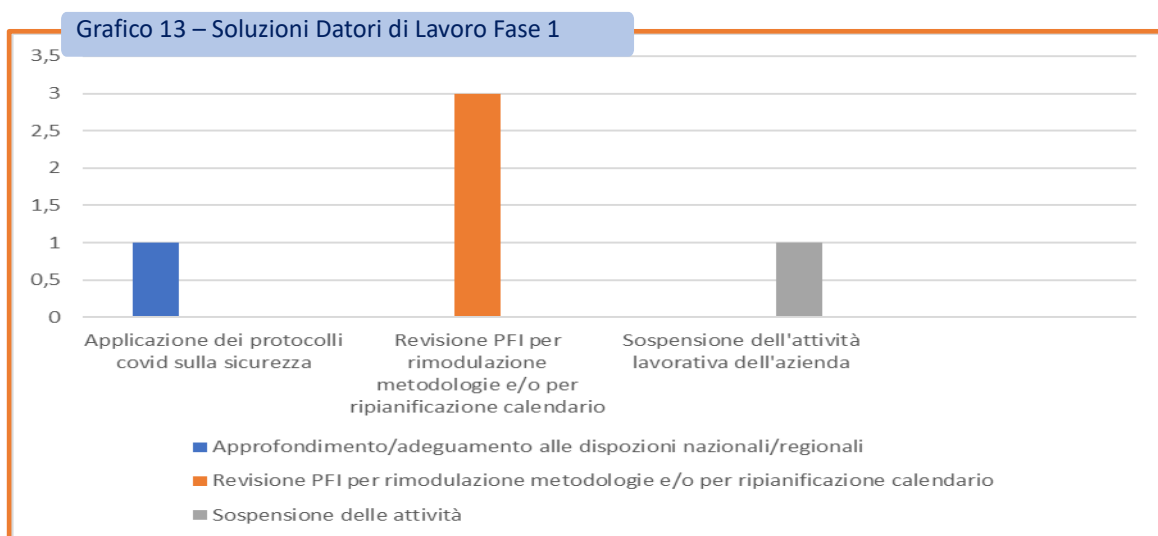 Grafico 13 – Soluzioni Datori di Lavoro Fase 1
3,5
3
2,5
2
1,5
1
0,5
0
Applicazione dei protocolli
covid sulla sicurezza
Revisione PFI per
rimodulazione
metodologie e/o per
ripianificazione calendario
Sospensione dell'attività
lavorativa dell'azienda
Approfondimento/adeguamento alle dispozioni nazionali/regionali
Revisione PFI per rimodulazione metodologie e/o per ripianificazione calendario
Sospensione delle attività